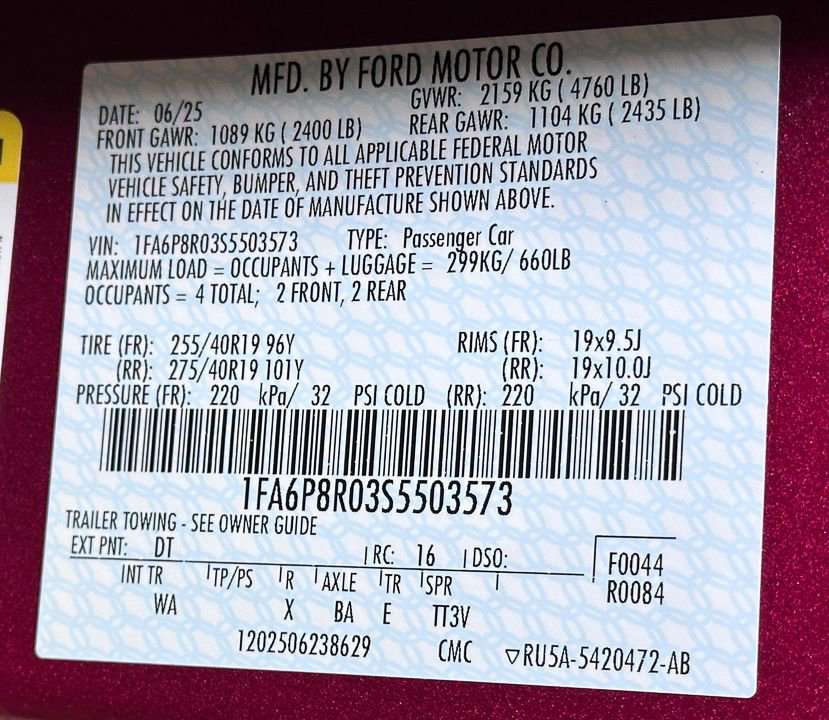 MFD. BY FORD MOTOR CO.
DATE: 06/25 GVWR: 2159 KG ( 4760 LB)
FRONT GAWR: 1089 KG ( 2400 LB) REAR GAWR: 1104 KG ( 2435 LB)
THIS VEHICLE CONFORMS TO ALL APPLICABLE FEDERAL MOTOR
VEHICLE SAFETY, BUMPER, AND THEFT PREVENTION STANDARDS
IN EFFECT ON THE DATE OF MANUFACTURE SHOWN ABOVE.
VIN: 1FA6P8R03S5503573 TYPE: Passenger Car
MAXIMUM LOAD = OCCUPANTS + LUGGAGE = 299KG/ 660LB
OCCUPANTS = 4 TOTAL; 2 FRONT, 2 REAR
TIRE (FR): 255/40R19 96Y RIMS (FR): 19x9.5J
(RR): 275/40R19 101Y (RR): 19x10.0J
PRESSURE (FR): 220 kPa/ 32 PSI COLD (RR): 220 kPa/ 32 PSI COLD
1FA6P8R03S5503573
TRAILER TOWING - SEE OWNER GUIDE
EXT PNT: DT RC: 16 DSO: F0044
INT TR TP/PS R AXLE TR SPR R0084
WA X BA E TT3V
1202506238629 CMC ▽RU5A-5420472-AB